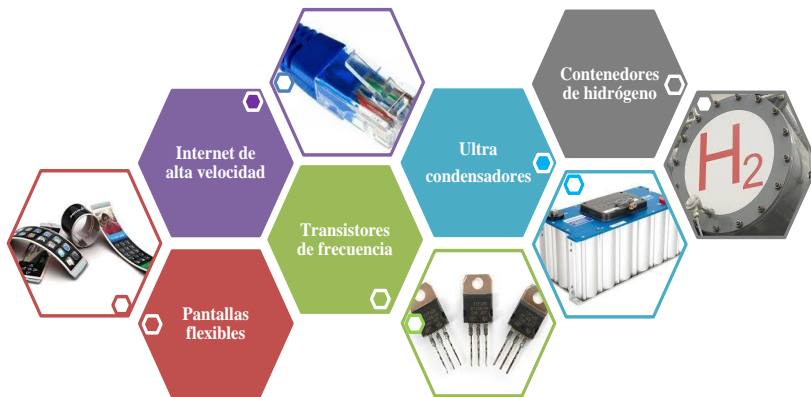 Contenedores
de hidrógeno
Internet de
alta velocidad
Ultra
condensadores
H2
Transistores
de frecuencia
Pantallas
flexibles